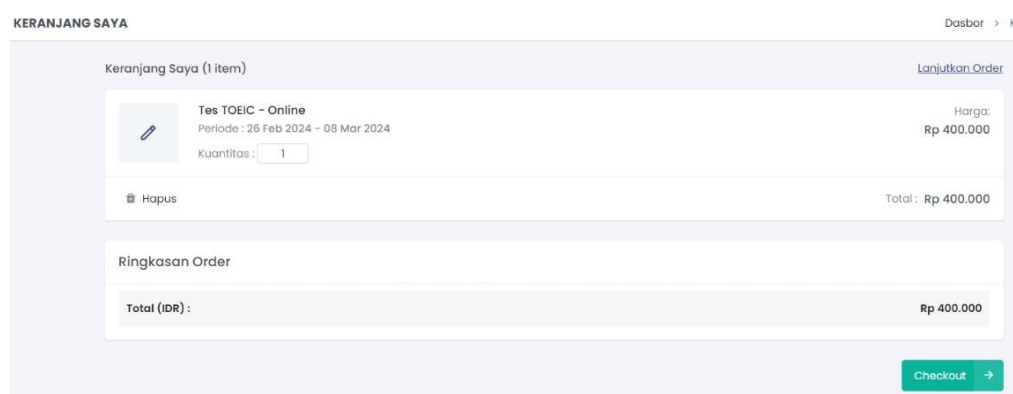 KERANJANG SAYA
Dasbor >
Keranjang Saya (1 item)
Lanjutkan Order
Tes TOEIC - Online
Harga:
Periode : 26 Feb 2024 - 08 Mar 2024
Rp 400.000
Kuantitas : 1
Hapus
Total : Rp 400.000
Ringkasan Order
Total (IDR) :
Rp 400.000
Checkout →